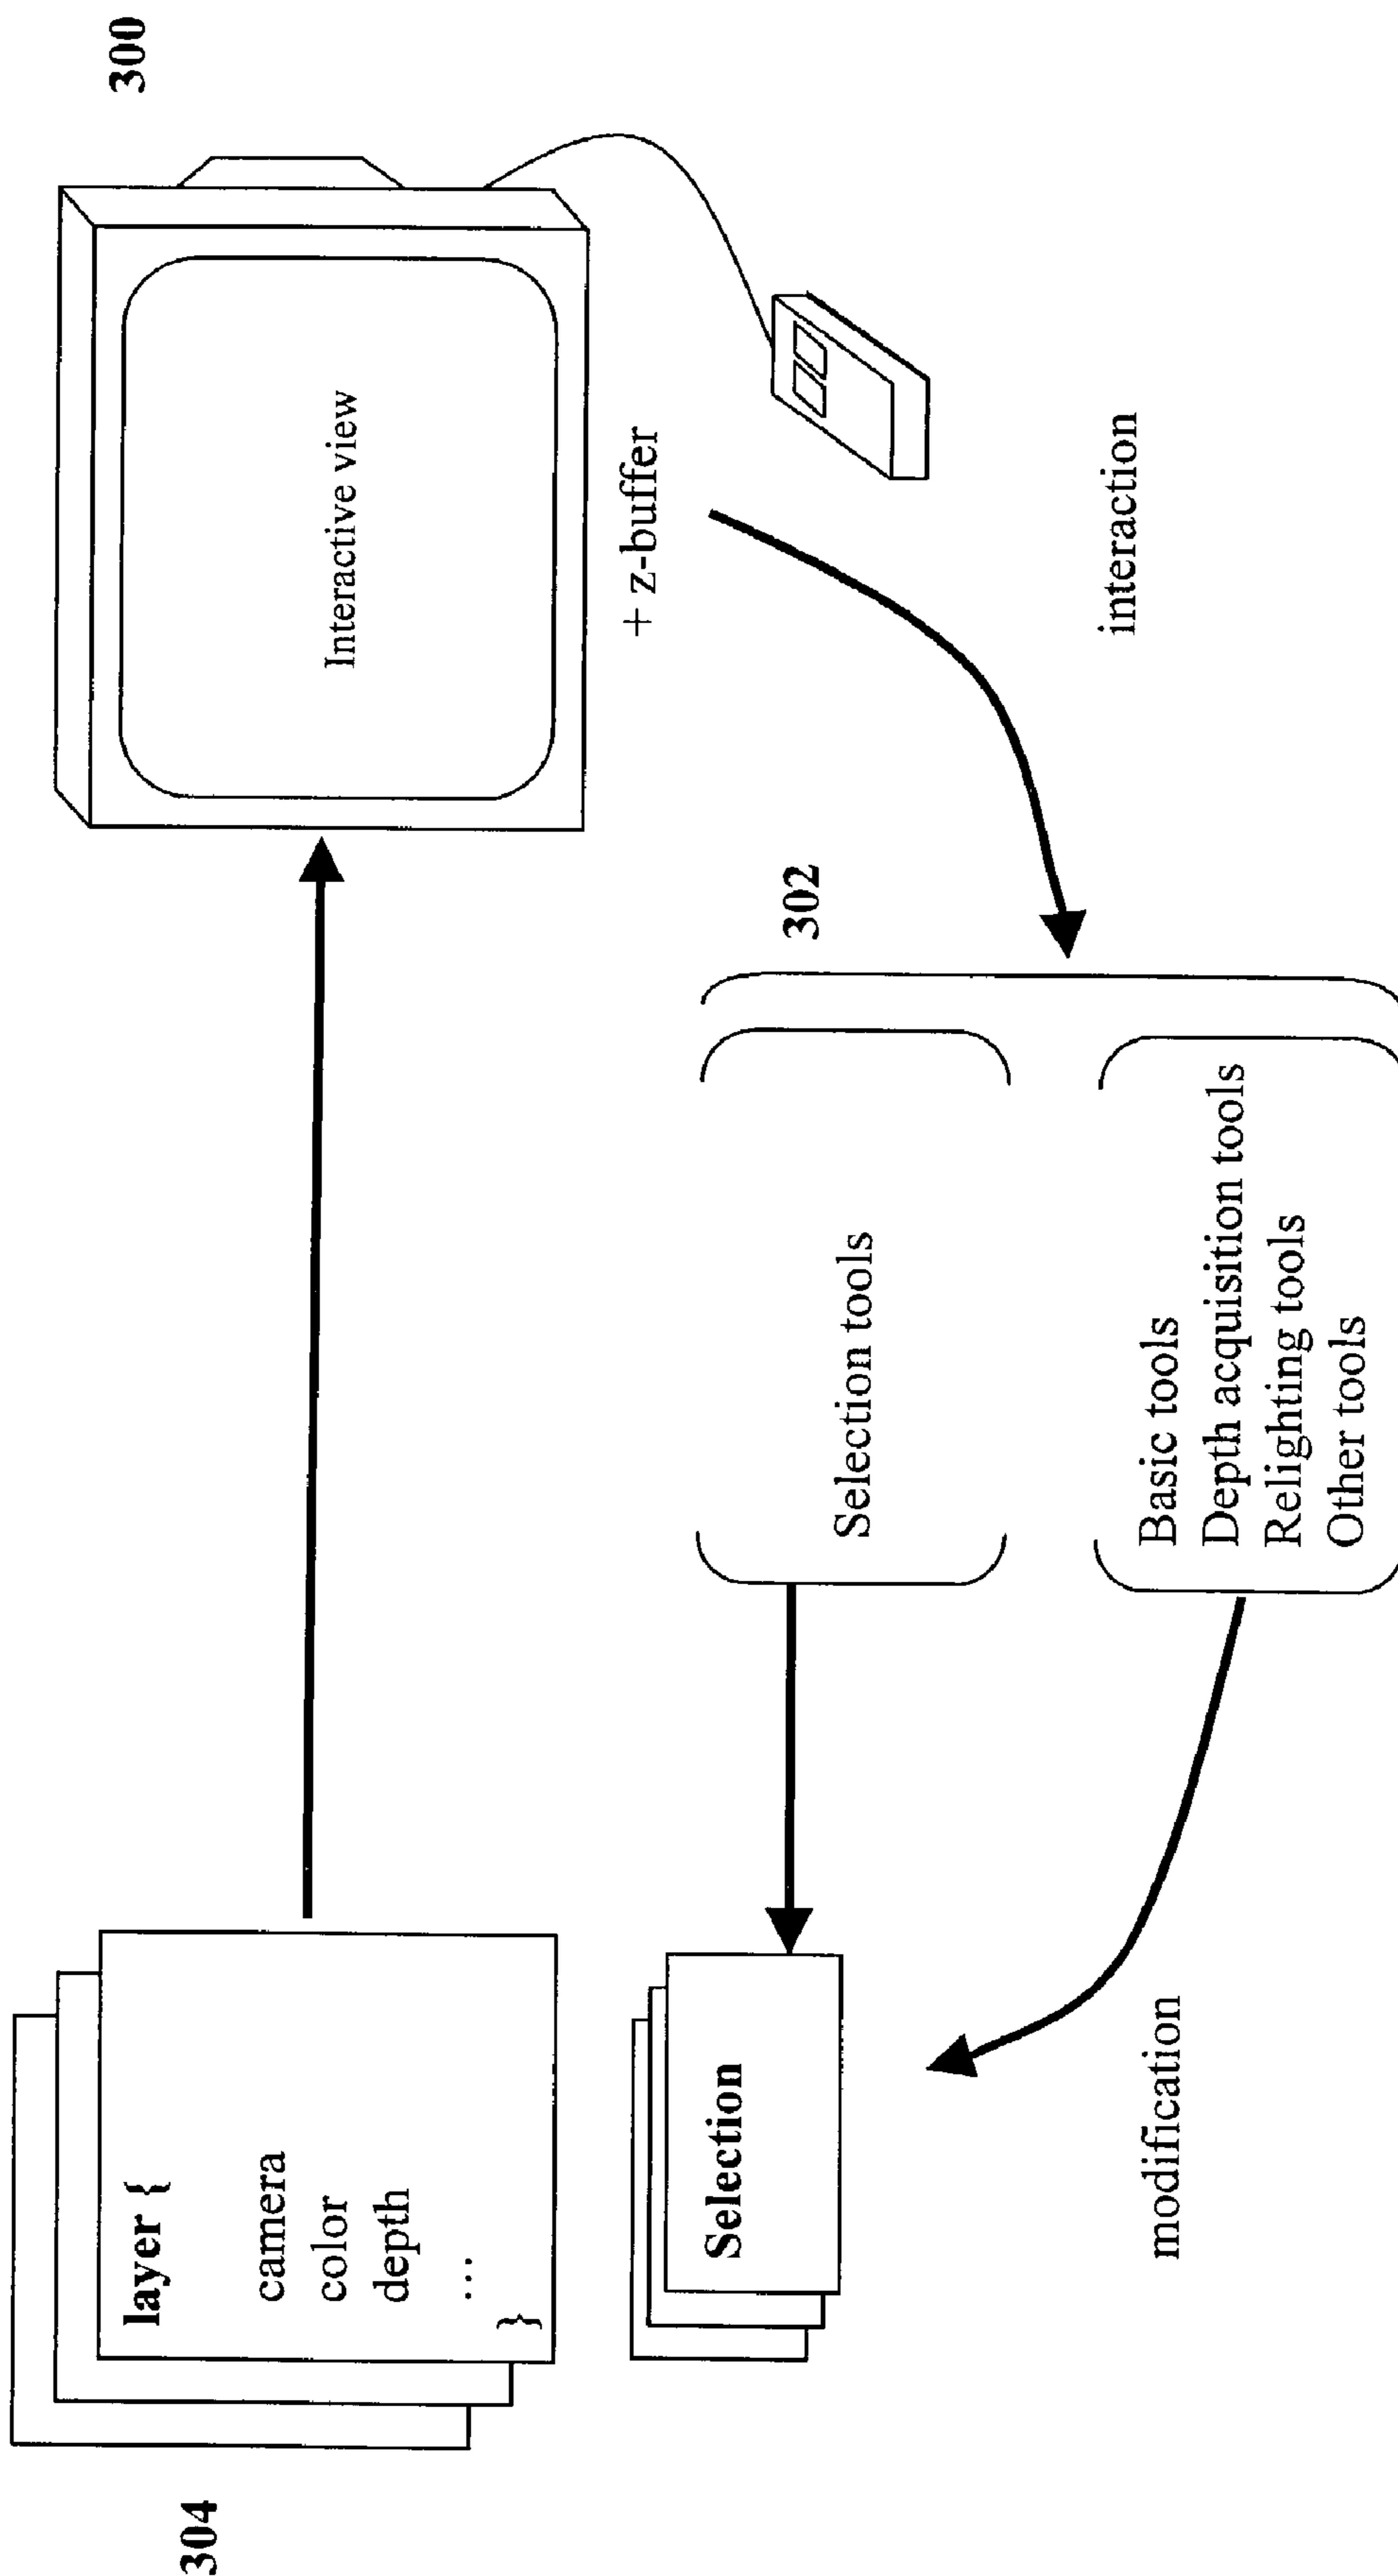 304
layer {
camera
color
depth
...
}
300
Interactive view
+ z-buffer
302
Selection
Selection tools
interaction
modification
Basic tools
Depth acquisition tools
Relighting tools
Other tools